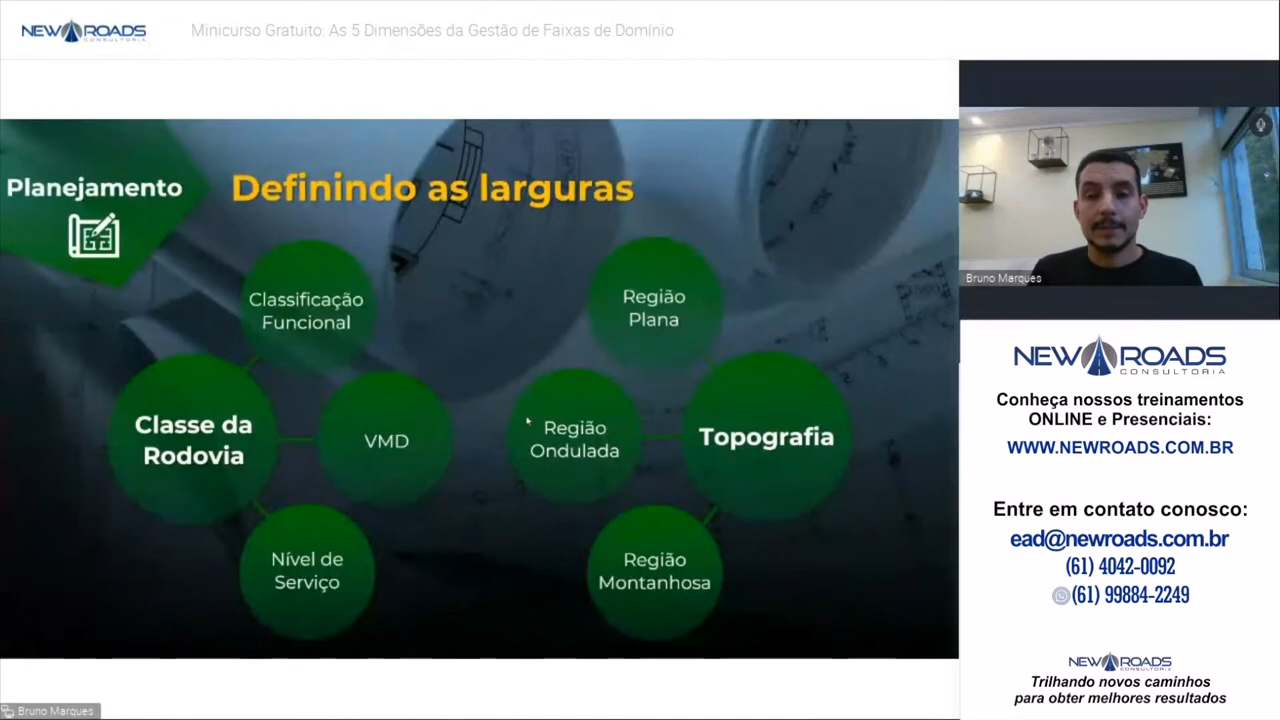 NEW ROADS
CONSULTORIA
Minicurso Gratuito: As 5 Dimensões da Gestão de Faixas de Domínio
Planejamento
Definindo as larguras
Classificação
Funcional
Classe da
Rodovia
VMD
Nível de
Serviço
Região
Plana
Região
Ondulada
Topografia
Região
Montanhosa
Bruno Marques
Bruno Marques
NEW ROADS
CONSULTORIA
Conheça nossos treinamentos
ONLINE e Presenciais:
WWW.NEWROADS.COM.BR
Entre em contato conosco:
ead@newroads.com.br
(61) 4042-0092
(61) 99884-2249
NEW ROADS
CONSULTORIA
Trilhando novos caminhos
para obter melhores resultados